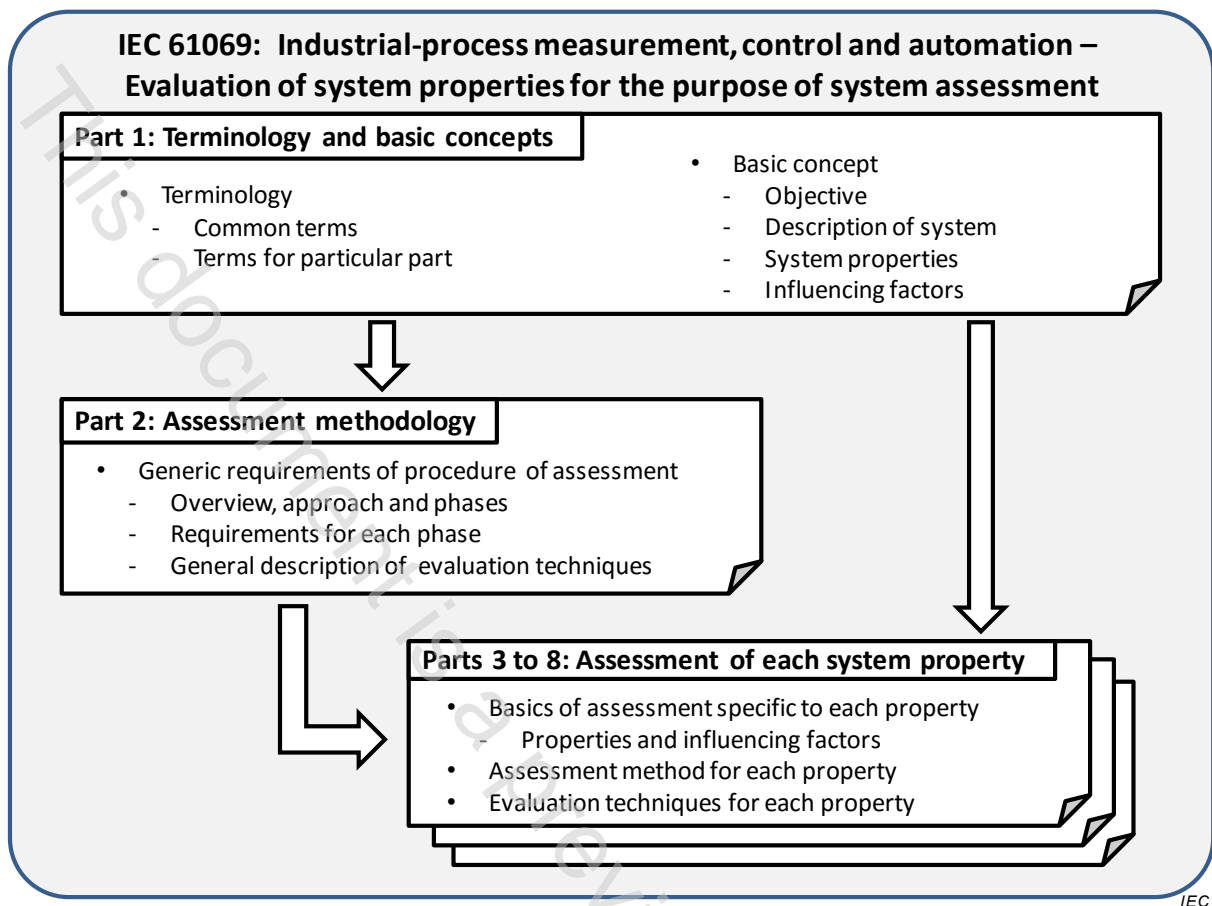 IEC 61069: Industrial-process measurement, control and automation –
Evaluation of system properties for the purpose of system assessment
Part 1: Terminology and basic concepts
• Terminology
- Common terms
- Terms for particular part
• Basic concept
- Objective
- Description of system
- System properties
- Influencing factors
Part 2: Assessment methodology
• Generic requirements of procedure of assessment
- Overview, approach and phases
- Requirements for each phase
- General description of evaluation techniques
Parts 3 to 8: Assessment of each system property
• Basics of assessment specific to each property
- Properties and influencing factors
• Assessment method for each property
• Evaluation techniques for each property
IEC
This document is a previ